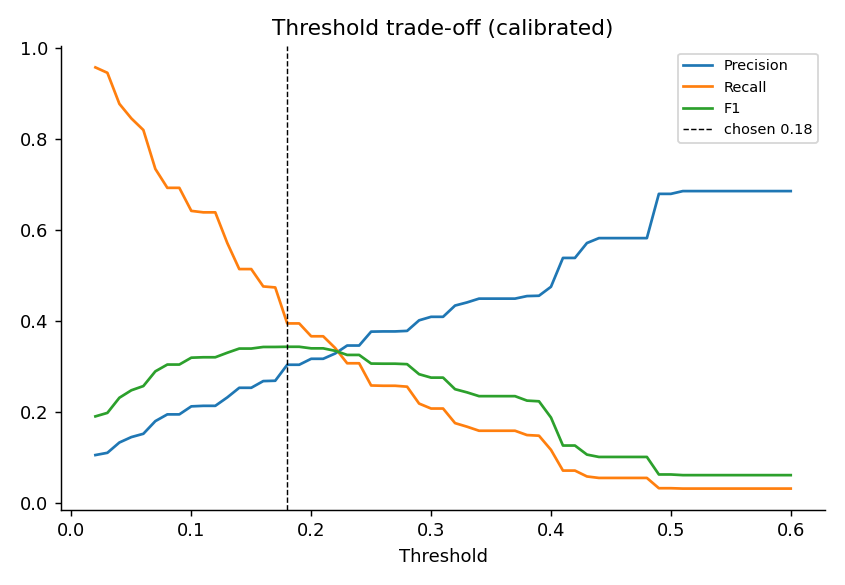 Threshold trade-off (calibrated)
1.0
0.8
0.6
0.4
0.2
0.0
Precision
Recall
F1
chosen 0.18
0.0 0.1 0.2 0.3 0.4 0.5 0.6
Threshold